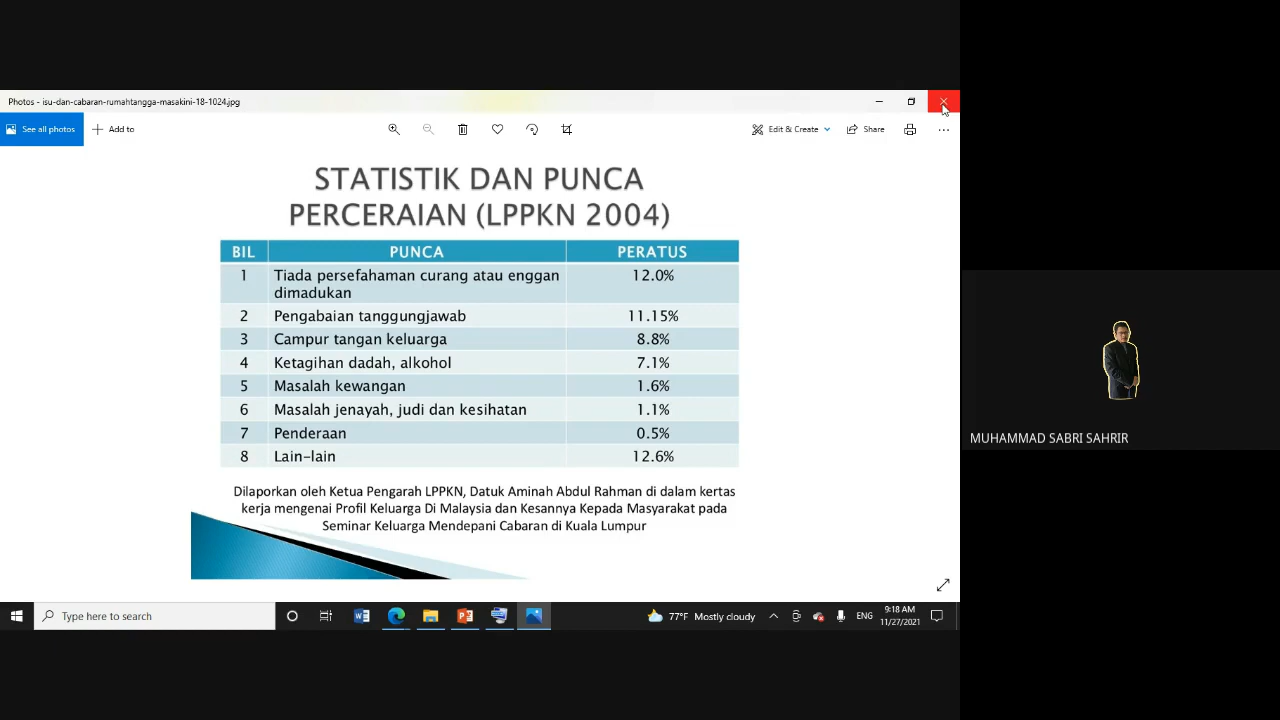 Photos - isu-dan-cabaran-rumahtangga-masakini-18-1024.jpg
See all photos
Add to
Edit & Create
Share
STATISTIK DAN PUNCA
PERCERAIAN (LPPKN 2004)
BIL PUNCA PERATUS
1 Tiada persefahaman curang atau enggan 12.0%
dimadukan
2 Pengabaian tanggungjawab 11.15%
3 Campur tangan keluarga 8.8%
4 Ketagihan dadah, alkohol 7.1%
5 Masalah kewangan 1.6%
6 Masalah jenayah, judi dan kesihatan 1.1%
7 Penderaan 0.5%
8 Lain-lain 12.6%
Dilaporkan oleh Ketua Pengarah LPPKN, Datuk Aminah Abdul Rahman di dalam kertas
kerja mengenai Profil Keluarga Di Malaysia dan Kesannya Kepada Masyarakat pada
Seminar Keluarga Mendepani Cabaran di Kuala Lumpur
MUHAMMAD SABRI SAHRIR
Type here to search
77°F Mostly cloudy
ENG
9:18 AM
11/27/2021